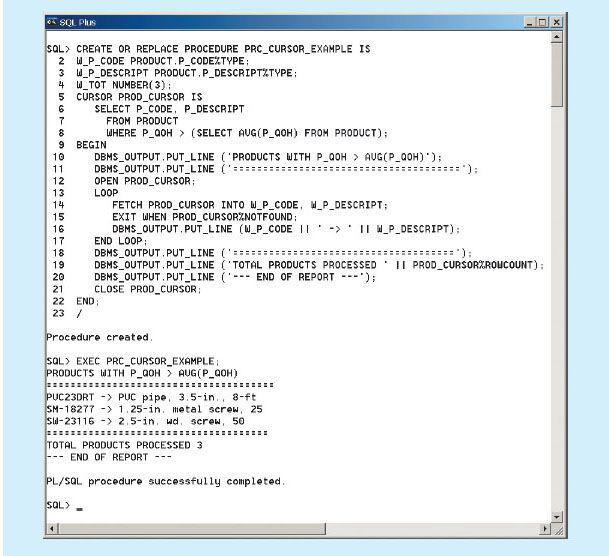 SQL Plus
SQL> CREATE OR REPLACE PROCEDURE PRC_CURSOR_EXAMPLE IS
2 W_P_CODE PRODUCT.P_CODE%TYPE;
3 W_P_DESCRIPT PRODUCT.P_DESCRIPT%TYPE;
4 W_TOT NUMBER(3);
5 CURSOR PROD_CURSOR IS
6 SELECT P_CODE, P_DESCRIPT
7 FROM PRODUCT
8 WHERE P_QOH > (SELECT AVG(P_QOH) FROM PRODUCT);
9 BEGIN
10 DBMS_OUTPUT.PUT_LINE ('PRODUCTS WITH P_QOH > AVG(P_QOH)');
11 DBMS_OUTPUT.PUT_LINE ('======================================');
12 OPEN PROD_CURSOR;
13 LOOP
14 FETCH PROD_CURSOR INTO W_P_CODE, W_P_DESCRIPT;
15 EXIT WHEN PROD_CURSOR%NOTFOUND;
16 DBMS_OUTPUT.PUT_LINE (W_P_CODE || ' -> ' || W_P_DESCRIPT);
17 END LOOP;
18 DBMS_OUTPUT.PUT_LINE ('======================================');
19 DBMS_OUTPUT.PUT_LINE ('TOTAL PRODUCTS PROCESSED ' || PROD_CURSOR%ROWCOUNT);
20 DBMS_OUTPUT.PUT_LINE ('--- END OF REPORT ---');
21 CLOSE PROD_CURSOR;
22 END;
23 /
Procedure created.
SQL> EXEC PRC_CURSOR_EXAMPLE;
PRODUCTS WITH P_QOH > AVG(P_QOH)
======================================
PVC23DRT -> PVC pipe, 3.5-in., 8-ft
SM-18277 -> 1.25-in. metal screw, 25
SW-23116 -> 2.5-in. wd. screw, 50
======================================
TOTAL PRODUCTS PROCESSED 3
--- END OF REPORT ---
PL/SQL procedure successfully completed.
SQL> _